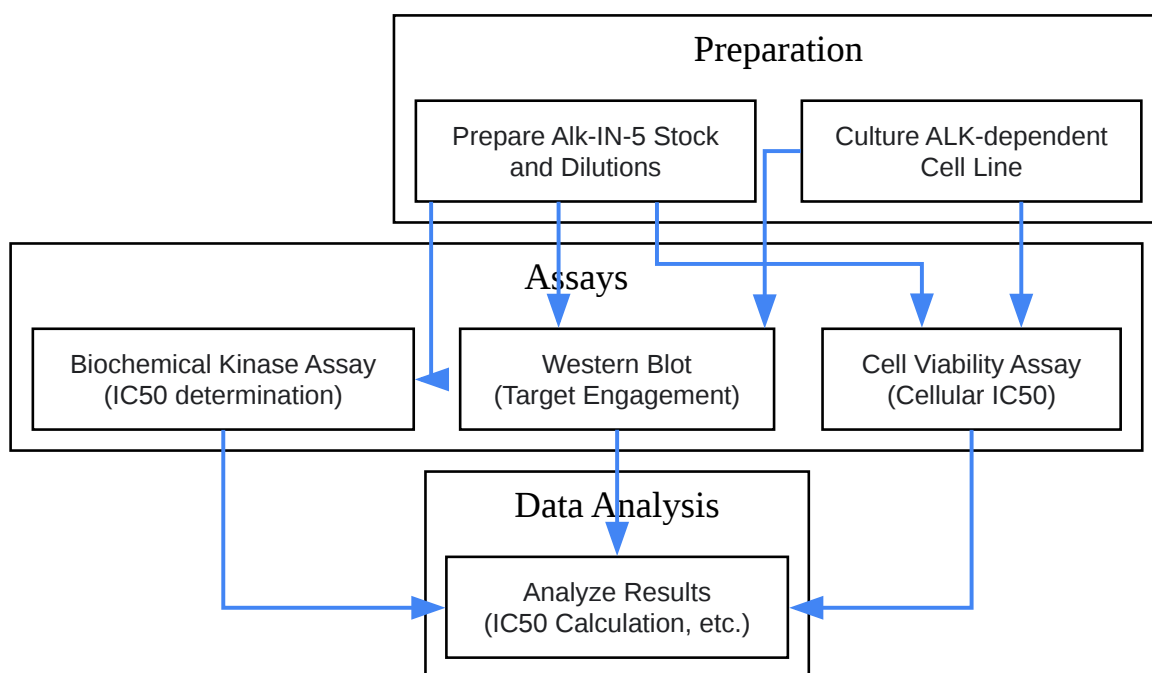 Preparation
Prepare Alk-IN-5 Stock
and Dilutions
Culture ALK-dependent
Cell Line
Assays
Biochemical Kinase Assay
(IC50 determination)
Western Blot
(Target Engagement)
Cell Viability Assay
(Cellular IC50)
Data Analysis
Analyze Results
(IC50 Calculation, etc.)